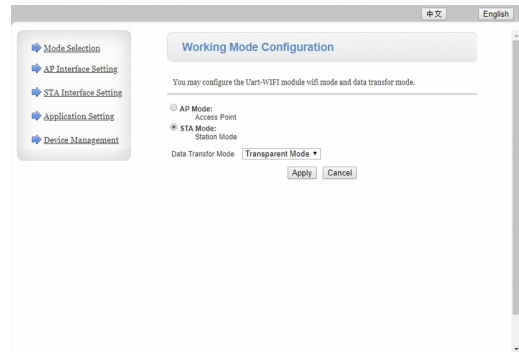 中文 English
Mode Selection
AP Interface Setting
STA Interface Setting
Application Setting
Device Management
Working Mode Configuration
You may configure the Uart-WIFI module wifi mode and data transfor mode.
AP Mode:
Access Point
STA Mode:
Station Mode
Data Transfor Mode Transparent Mode
Apply Cancel